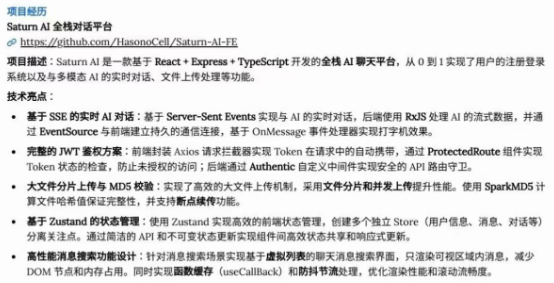 项目经历
Saturn AI 全栈对话平台
https://github.com/HasonoCell/Saturn-AI-FE
项目描述：Saturn AI 是一款基于 React + Express + TypeScript 开发的全栈 AI 聊天平台，从 0 到 1 实现了用户的注册登录
系统以及与多模态 AI 的实时对话、文件上传处理等功能。
技术亮点：
• 基于 SSE 的实时 AI 对话：基于 Server-Sent Events 实现与 AI 的实时对话，后端使用 RxJS 处理 AI 的流式数据，并通
过 EventSource 与前端建立持久的通信连接，基于 OnMessage 事件处理器实现打字机效果。
• 完整的 JWT 鉴权方案：前端封装 Axios 请求拦截器实现 Token 在请求中的自动携带，通过 ProtectedRoute 组件实现
Token 状态的检查，防止未授权的访问；后端通过 Authentic 自定义中间件实现安全的 API 路由守卫。
• 大文件分片上传与 MD5 校验：实现了高效的大文件上传机制，采用文件分片和并发上传提升性能。使用 SparkMD5 计
算文件哈希值保证完整性，并支持断点续传功能。
• 基于 Zustand 的状态管理：使用 Zustand 实现高效的前端状态管理，创建多个独立 Store（用户信息、消息、对话等）
分离关注点。通过简洁的 API 和不可变状态更新实现组件间高效状态共享和响应式更新。
• 高性能消息搜索功能设计：针对消息搜索场景实现基于虚拟列表的聊天消息搜索界面，只渲染可视区域内消息，减少
DOM 节点和内存占用。同时实现函数缓存（useCallBack）和防抖节流处理，优化渲染性能和滚动流畅度。